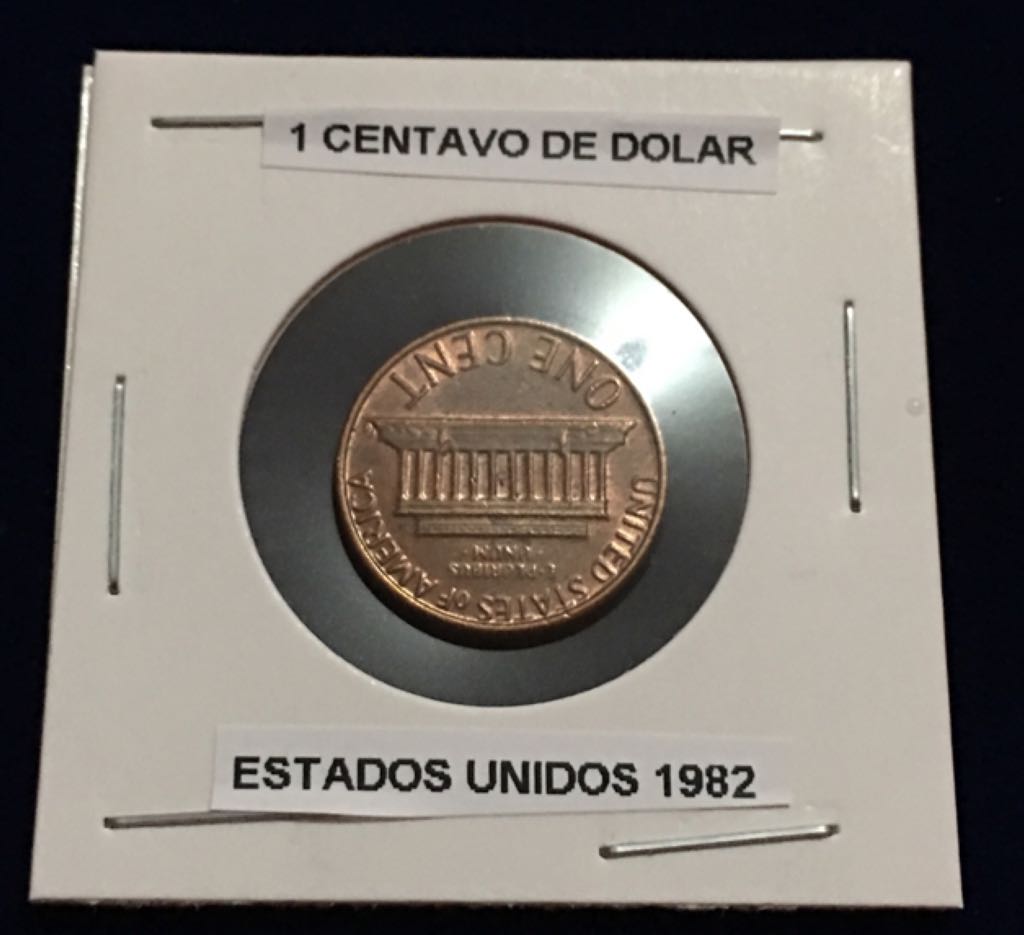 1 CENTAVO DE DOLAR
ONE CENT
UNITED STATES OF AMERICA
E·PLURIBUS
·UNUM·
ESTADOS UNIDOS 1982